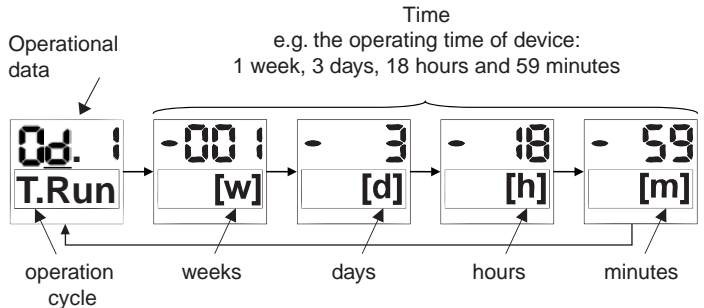 Time
e.g. the operating time of device:
1 week, 3 days, 18 hours and 59 minutes
Operational
data
0d.1
T.Run
-001
[w]
- 3
[d]
- 18
[h]
- 59
[m]
operation
cycle
weeks
days
hours
minutes